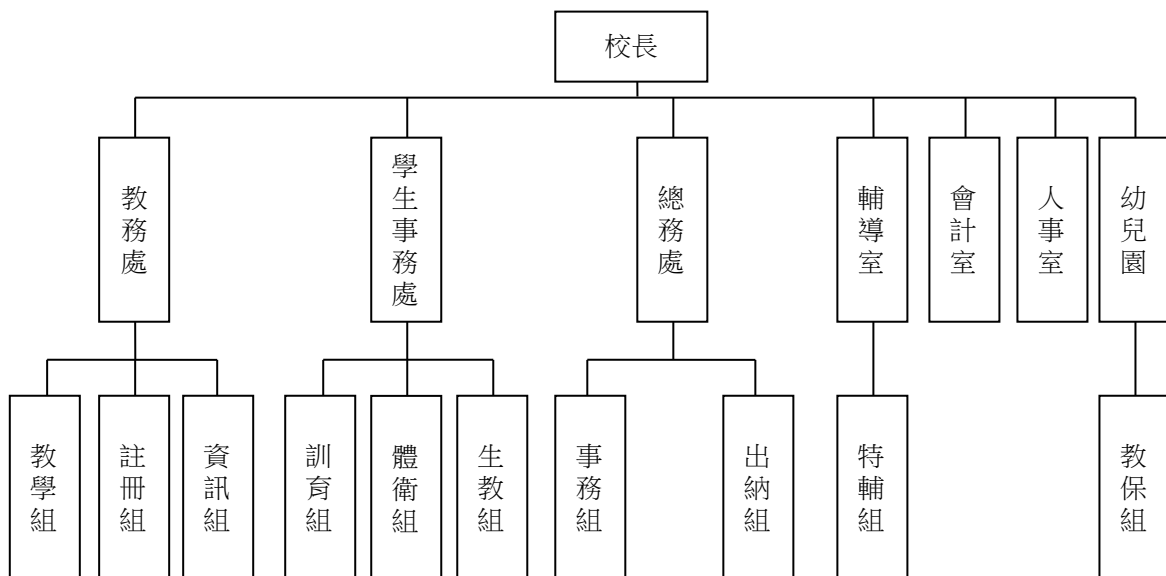 校長
教務處
學生事務處
總務處
輔導室
會計室
人事室
幼兒園
教學組
註冊組
資訊組
訓育組
體衛組
生教組
事務組
出納組
特輔組
教保組